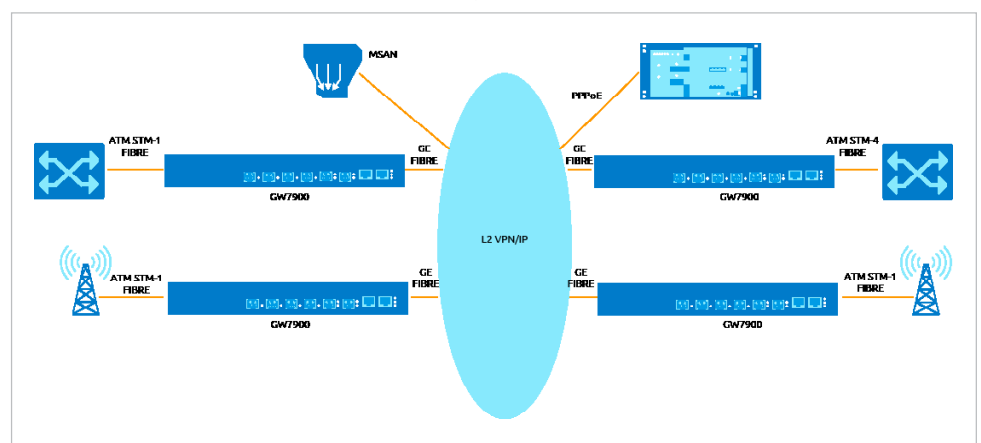 MSAN
PPPoE
ATM STM-1
FIBRE
GC
FIBRE
GW7900
GC
FIBRE
ATM STM-4
FIBRE
GW7900
L2 VPN/IP
ATM STM-1
FIBRE
GE
FIBRE
GW7900
GE
FIBRE
ATM STM-1
FIBRE
GW7900